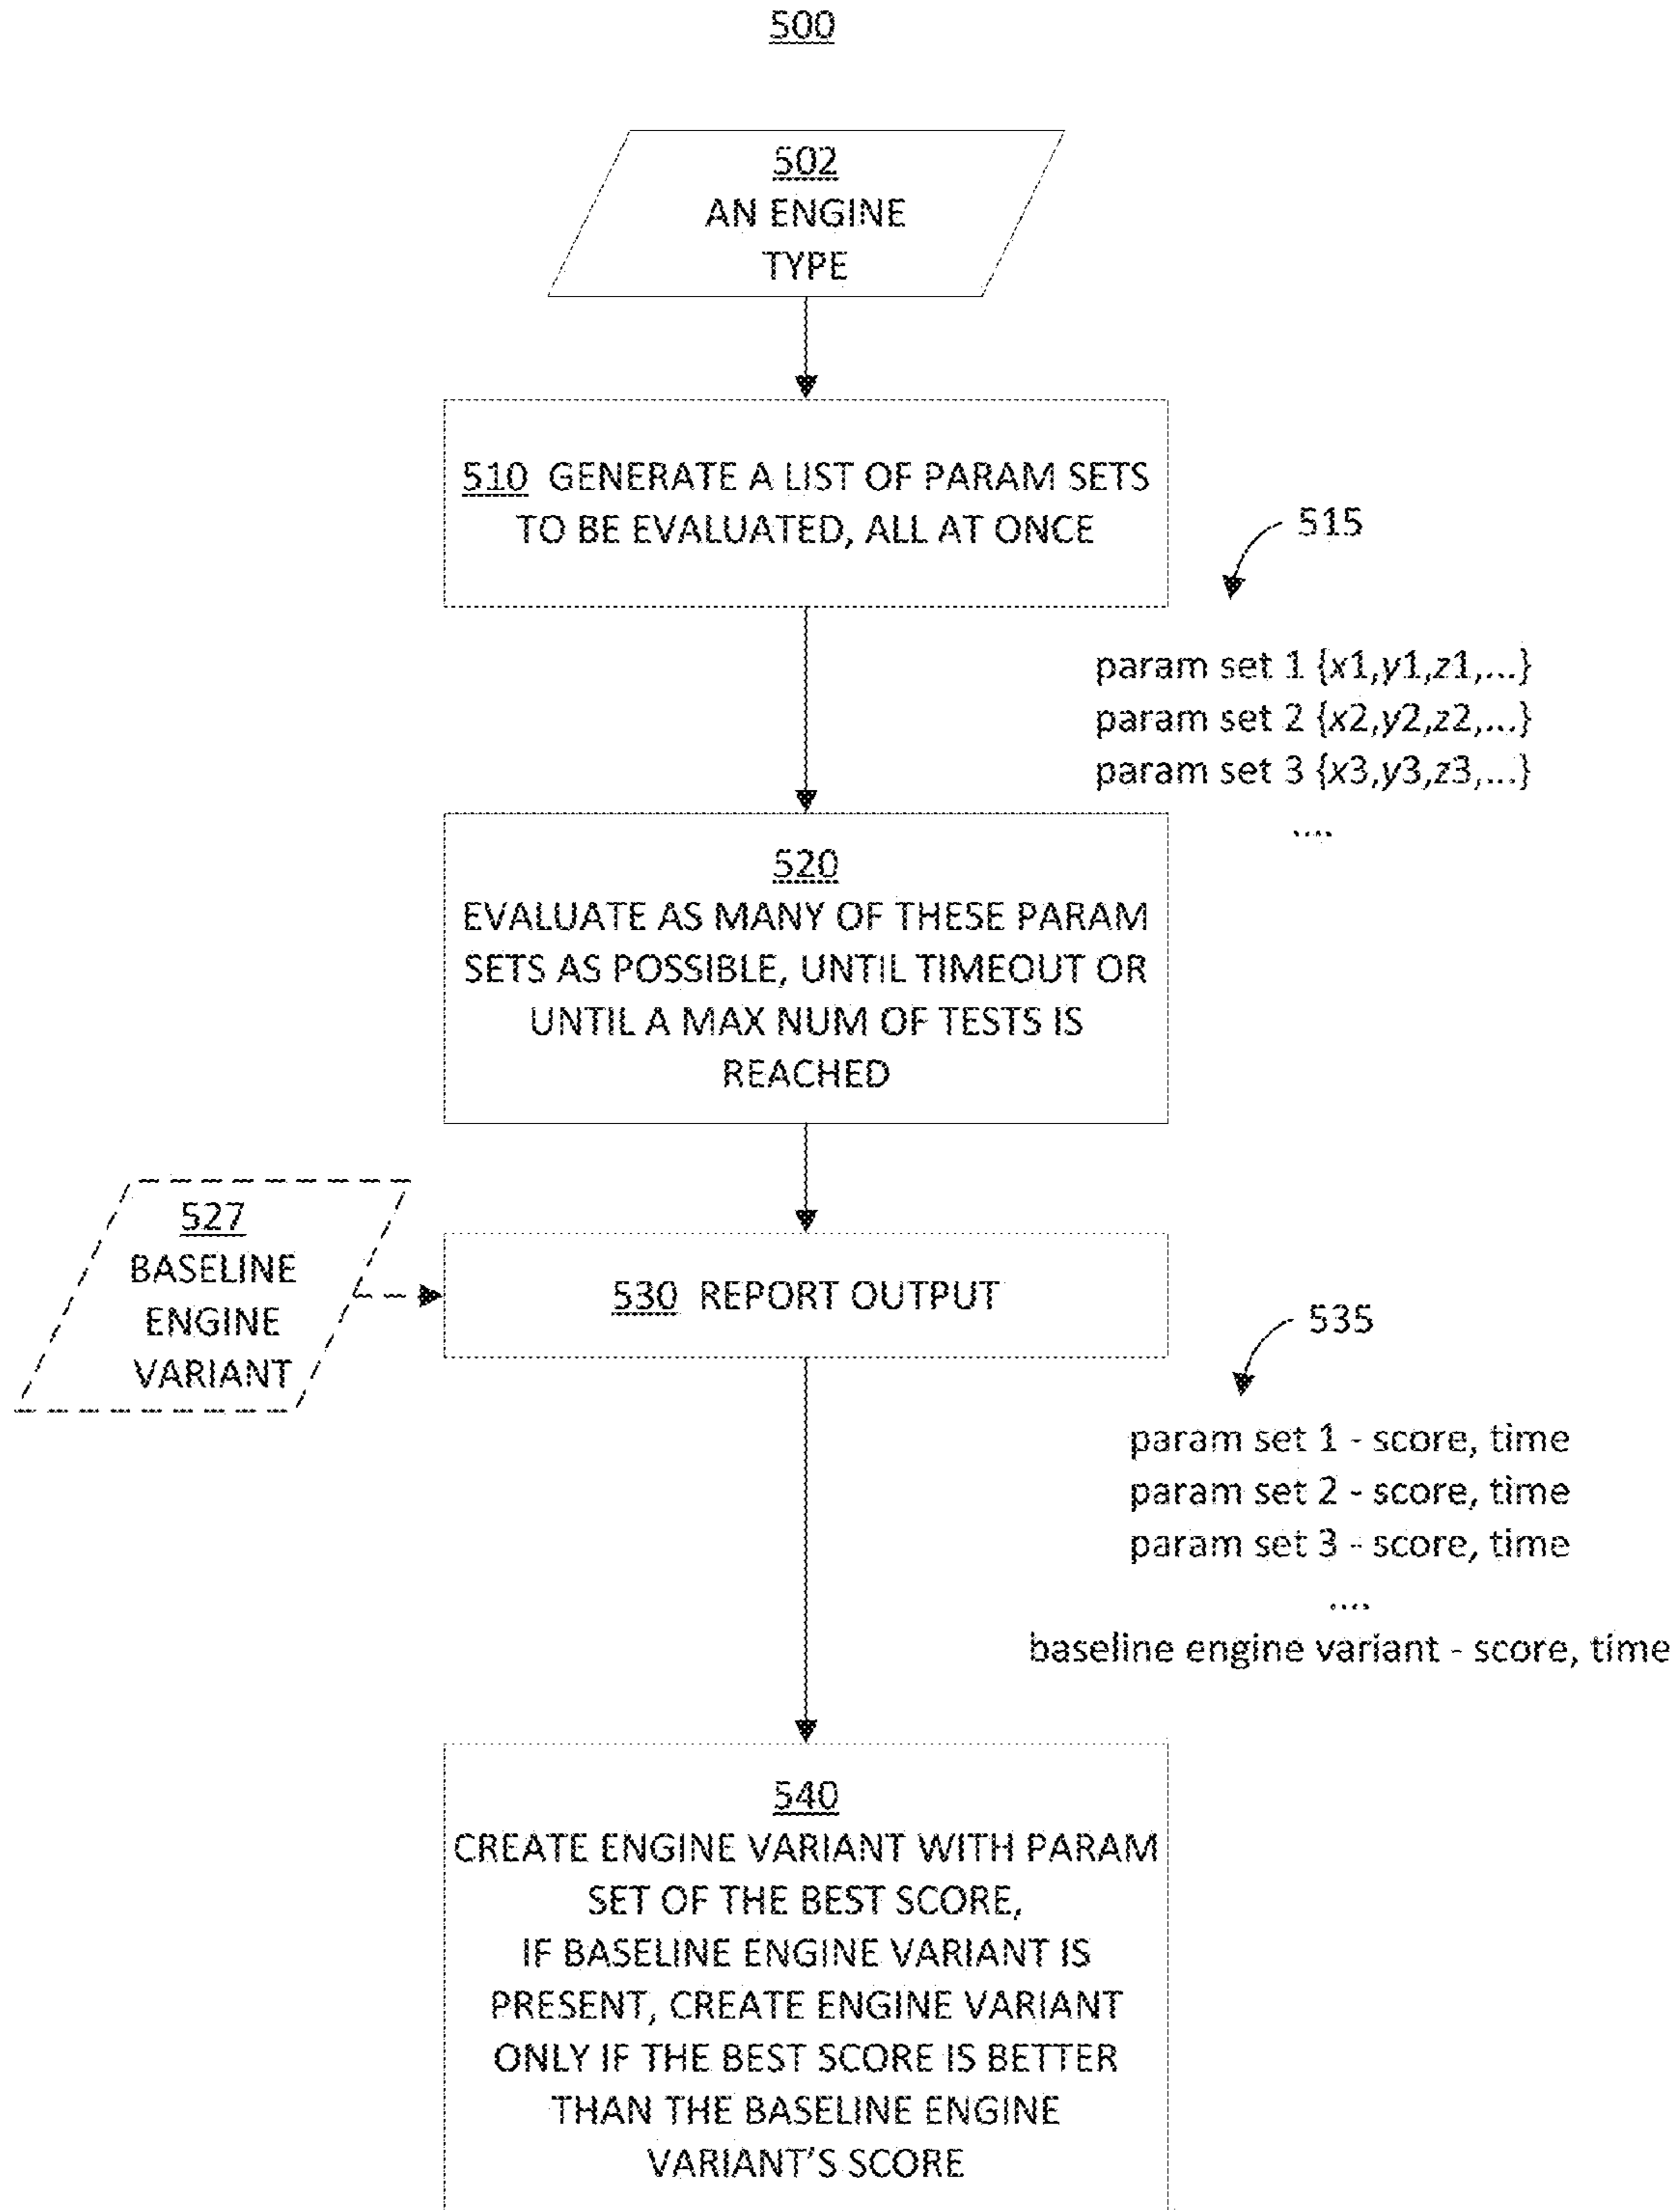 500
502
AN ENGINE
TYPE
510 GENERATE A LIST OF PARAM SETS
TO BE EVALUATED, ALL AT ONCE
515
param set 1 {x1,y1,z1,...}
param set 2 {x2,y2,z2,...}
param set 3 {x3,y3,z3,...}
....
520
EVALUATE AS MANY OF THESE PARAM
SETS AS POSSIBLE, UNTIL TIMEOUT OR
UNTIL A MAX NUM OF TESTS IS
REACHED
527
BASELINE
ENGINE
VARIANT
530 REPORT OUTPUT
535
param set 1 - score, time
param set 2 - score, time
param set 3 - score, time
....
baseline engine variant - score, time
540
CREATE ENGINE VARIANT WITH PARAM
SET OF THE BEST SCORE,
IF BASELINE ENGINE VARIANT IS
PRESENT, CREATE ENGINE VARIANT
ONLY IF THE BEST SCORE IS BETTER
THAN THE BASELINE ENGINE
VARIANT'S SCORE